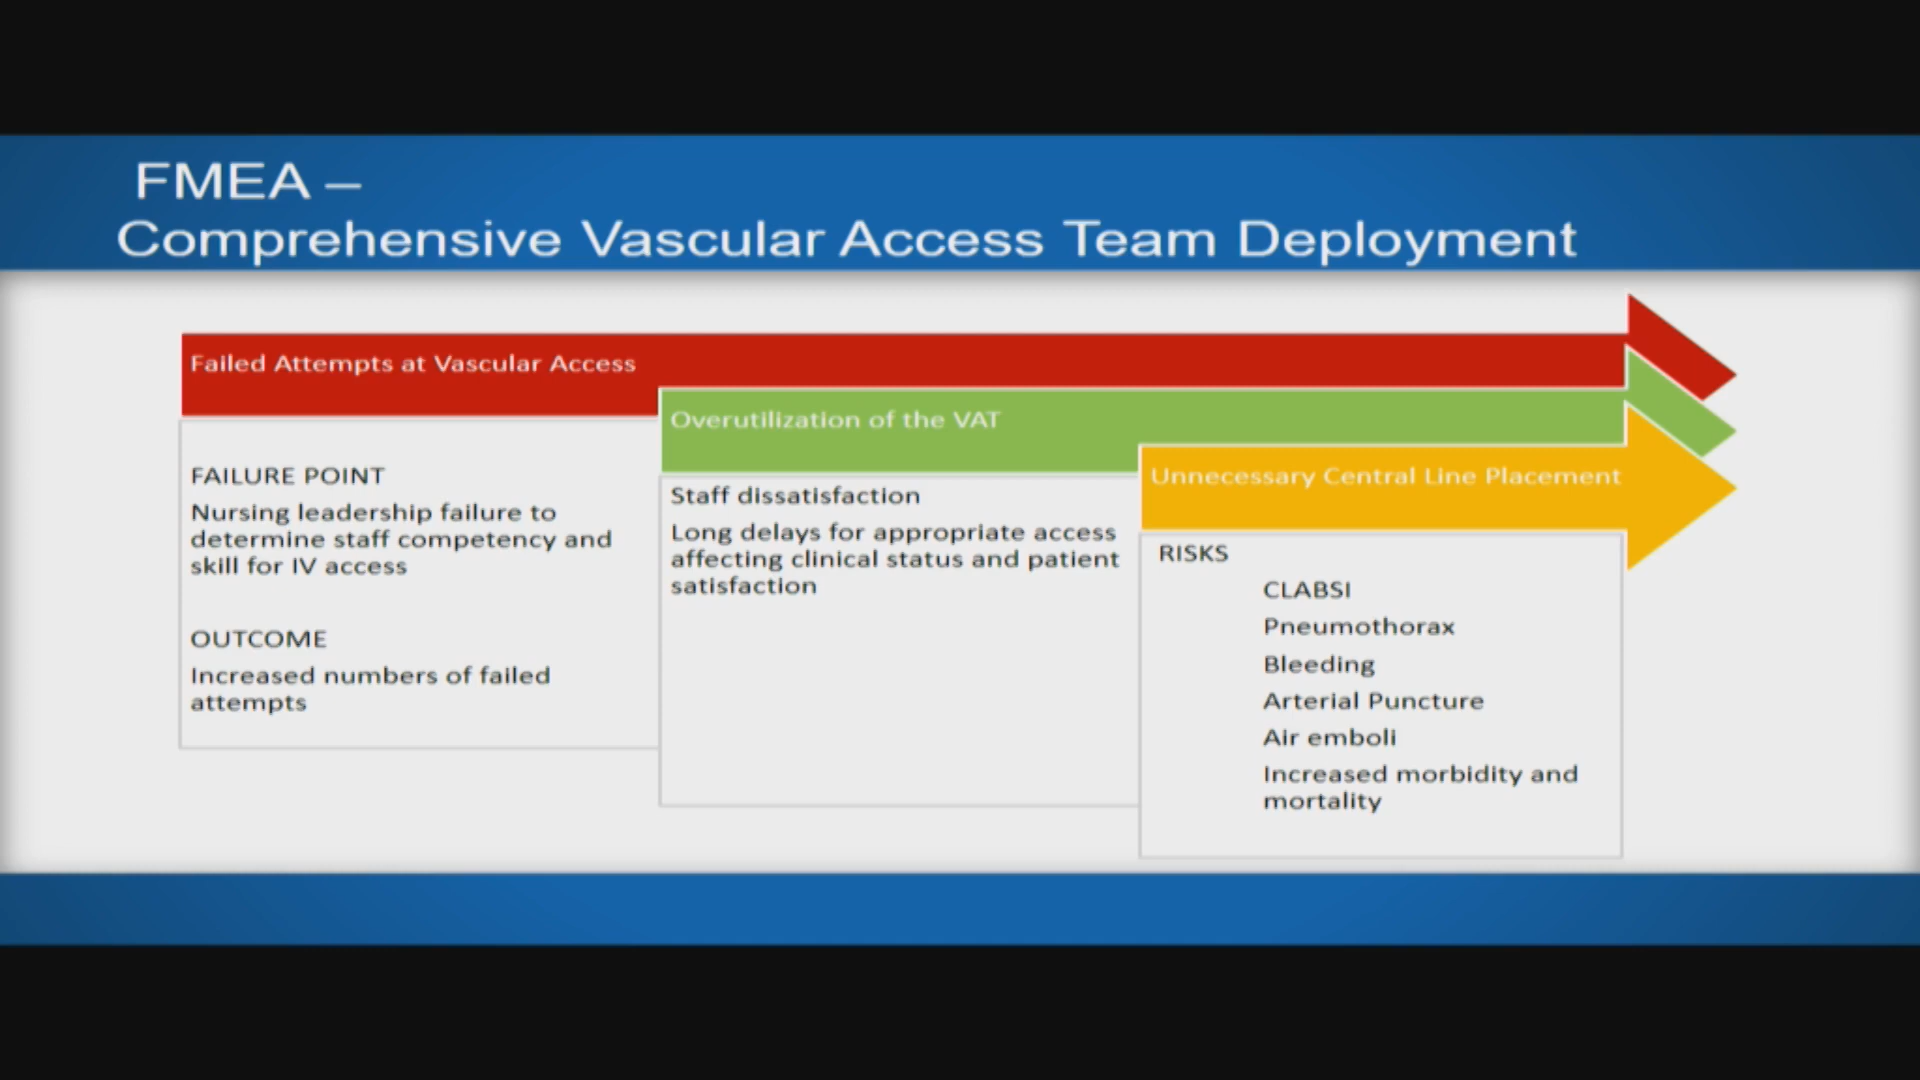 FMEA –
Comprehensive Vascular Access Team Deployment
Failed Attempts at Vascular Access
FAILURE POINT
Nursing leadership failure to
determine staff competency and
skill for IV access
OUTCOME
Increased numbers of failed
attempts
Overutilization of the VAT
Staff dissatisfaction
Long delays for appropriate access
affecting clinical status and patient
satisfaction
Unnecessary Central Line Placement
RISKS
CLABSI
Pneumothorax
Bleeding
Arterial Puncture
Air emboli
Increased morbidity and
mortality